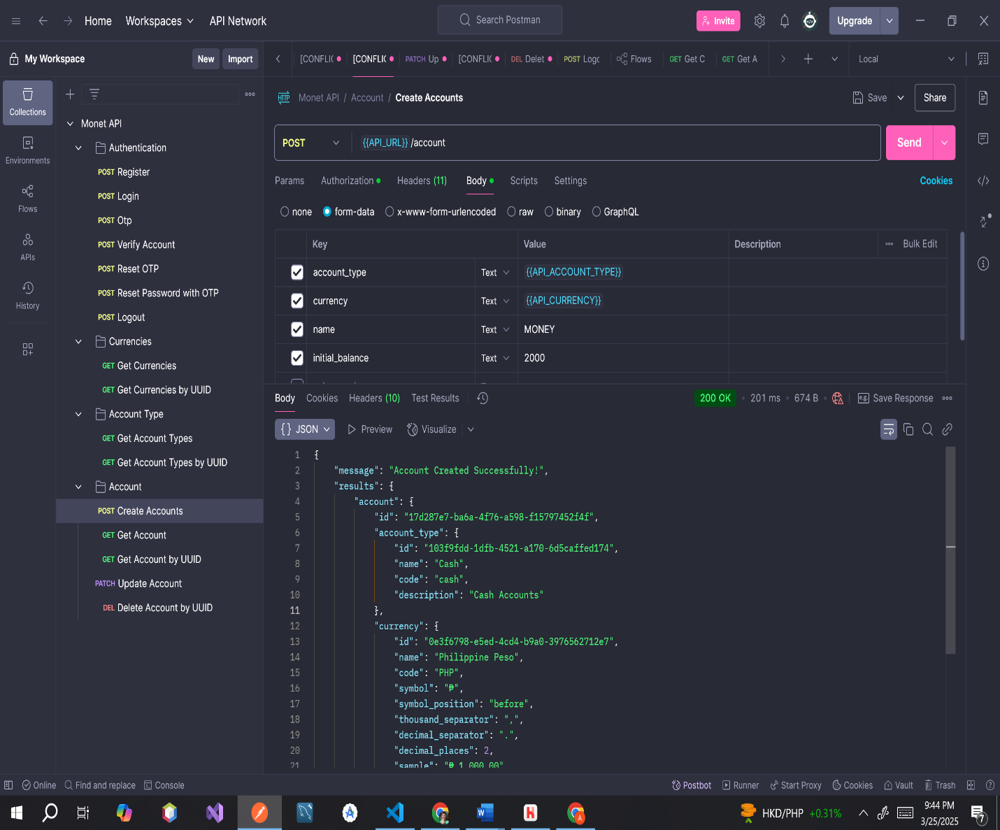 Home Workspaces API Network
Search Postman
Invite
Upgrade
My Workspace
New Import
[CONFLIC
[CONFLIC
PATCH Up
[CONFLIC
DEL Delet
POST Logo
Flows
GET Get C
GET Get A
Local
Collections
Environments
Flows
APIs
History
Monet API
Authentication
POST Register
POST Login
POST Otp
POST Verify Account
POST Reset OTP
POST Reset Password with OTP
POST Logout
Currencies
GET Get Currencies
GET Get Currencies by UUID
Account Type
GET Get Account Types
GET Get Account Types by UUID
Account
POST Create Accounts
GET Get Account
GET Get Account by UUID
PATCH Update Account
DEL Delete Account by UUID
HTTP Monet API / Account / Create Accounts
Save Share
POST {{API_URL}} /account
Send
Params Authorization Headers (11) Body Scripts Settings
Cookies
none form-data x-www-form-urlencoded raw binary GraphQL
Key Value Description Bulk Edit
account_type Text {{API_ACCOUNT_TYPE}}
currency Text {{API_CURRENCY}}
name Text MONEY
initial_balance Text 2000
Body Cookies Headers (10) Test Results
200 OK • 201 ms • 674 B
e.g. Save Response
{} JSON Preview Visualize
1 {
2 "message": "Account Created Successfully!",
3 "results": {
4 "account": {
5 "id": "17d287e7-ba6a-4f76-a598-f15797452f4f",
6 "account_type": {
7 "id": "103f9fdd-1dfb-4521-a170-6d5caffed174",
8 "name": "Cash",
9 "code": "cash",
10 "description": "Cash Accounts"
11 },
12 "currency": {
13 "id": "0e3f6798-e5ed-4cd4-b9a0-3976562712e7",
14 "name": "Philippine Peso",
15 "code": "PHP",
16 "symbol": "₱",
17 "symbol_position": "before",
18 "thousand_separator": ",",
19 "decimal_separator": ".",
20 "decimal_places": 2,
21 "sample": "₱ 1,000.00"
Online Find and replace Console
Postbot Runner Start Proxy Cookies Vault Trash
HKD/PHP +0.31%
9:44 PM
3/25/2025
7